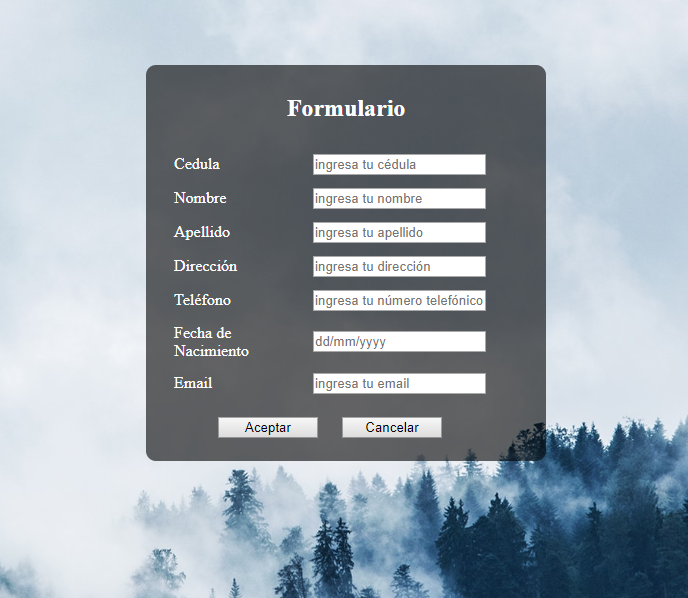 Formulario
Cedula ingresa tu cédula
Nombre ingresa tu nombre
Apellido ingresa tu apellido
Dirección ingresa tu dirección
Teléfono ingresa tu número telefónico
Fecha de
Nacimiento dd/mm/yyyy
Email ingresa tu email
Aceptar Cancelar